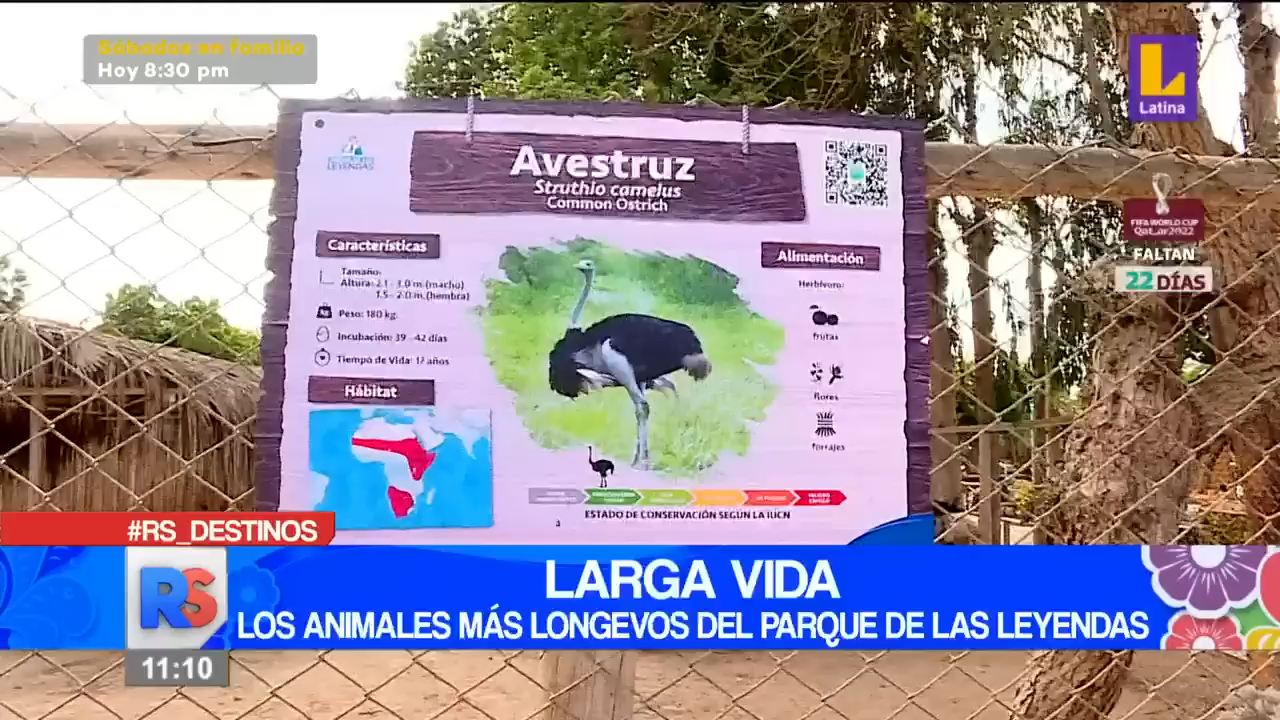 Sábados en familia
Hoy 8:30 pm
Latina
LEYENDAS
Avestruz
Struthio camelus
Common Ostrich
Características
Tamaño:
Altura: 2.1 - 3.0 m (macho)
1.5 - 2.0 m (hembra)
Peso: 180 kg
Incubación: 39 - 42 días
Tiempo de Vida: 17 años
Hábitat
Alimentación
Herbívoro:
frutas
flores
forrajes
ESTADO DE CONSERVACIÓN SEGÚN LA IUCN
FIFA WORLD CUP
Qatar2022
FALTAN
22 DÍAS
#RS_DESTINOS
RS
LARGA VIDA
LOS ANIMALES MÁS LONGEVOS DEL PARQUE DE LAS LEYENDAS
11:10